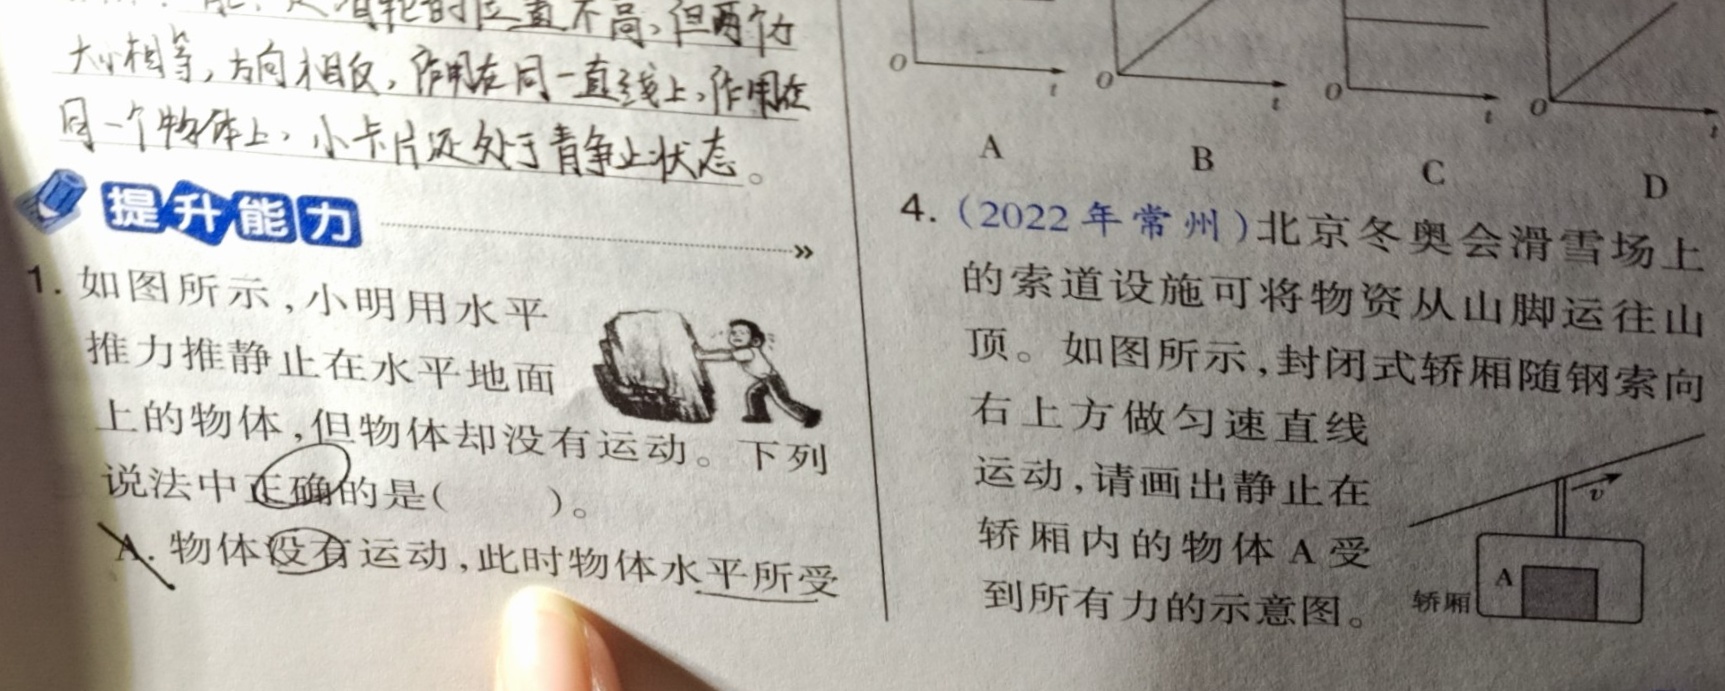 滑轮的位置不高，但两个力
大小相等，方向相反，作用在同一直线上，作用在
同一个物体上，小卡片还处于静止状态。
提升能力
1. 如图所示，小明用水平
推力推静止在水平地面
上的物体，但物体却没有运动。下列
说法中正确的是(  )。
A. 物体没有运动，此时物体水平所受
O t O t O t O t
A B C D
4. (2022年常州)北京冬奥会滑雪场上
的索道设施可将物资从山脚运往山
顶。如图所示，封闭式轿厢随钢索向
右上方做匀速直线
运动，请画出静止在
轿厢内的物体A受
到所有力的示意图。
v
A
轿厢